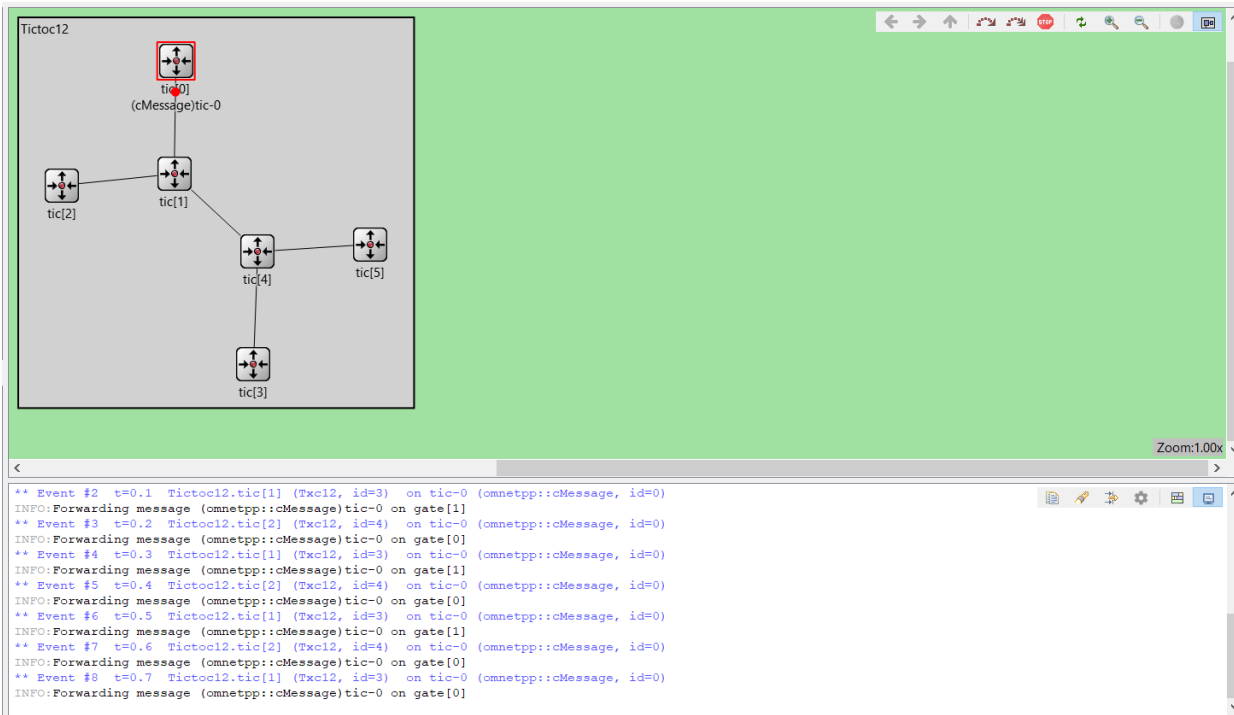 Tictoc12
STOP
tic[0]
(cMessage)tic-0
tic[2]
tic[1]
tic[4]
tic[5]
tic[3]
Zoom:1.00x
** Event #2  t=0.1  Tictoc12.tic[1] (Txc12, id=3)  on tic-0 (omnetpp::cMessage, id=0)
INFO:Forwarding message (omnetpp::cMessage)tic-0 on gate[1]
** Event #3  t=0.2  Tictoc12.tic[2] (Txc12, id=4)  on tic-0 (omnetpp::cMessage, id=0)
INFO:Forwarding message (omnetpp::cMessage)tic-0 on gate[0]
** Event #4  t=0.3  Tictoc12.tic[1] (Txc12, id=3)  on tic-0 (omnetpp::cMessage, id=0)
INFO:Forwarding message (omnetpp::cMessage)tic-0 on gate[1]
** Event #5  t=0.4  Tictoc12.tic[2] (Txc12, id=4)  on tic-0 (omnetpp::cMessage, id=0)
INFO:Forwarding message (omnetpp::cMessage)tic-0 on gate[0]
** Event #6  t=0.5  Tictoc12.tic[1] (Txc12, id=3)  on tic-0 (omnetpp::cMessage, id=0)
INFO:Forwarding message (omnetpp::cMessage)tic-0 on gate[1]
** Event #7  t=0.6  Tictoc12.tic[2] (Txc12, id=4)  on tic-0 (omnetpp::cMessage, id=0)
INFO:Forwarding message (omnetpp::cMessage)tic-0 on gate[0]
** Event #8  t=0.7  Tictoc12.tic[1] (Txc12, id=3)  on tic-0 (omnetpp::cMessage, id=0)
INFO:Forwarding message (omnetpp::cMessage)tic-0 on gate[0]